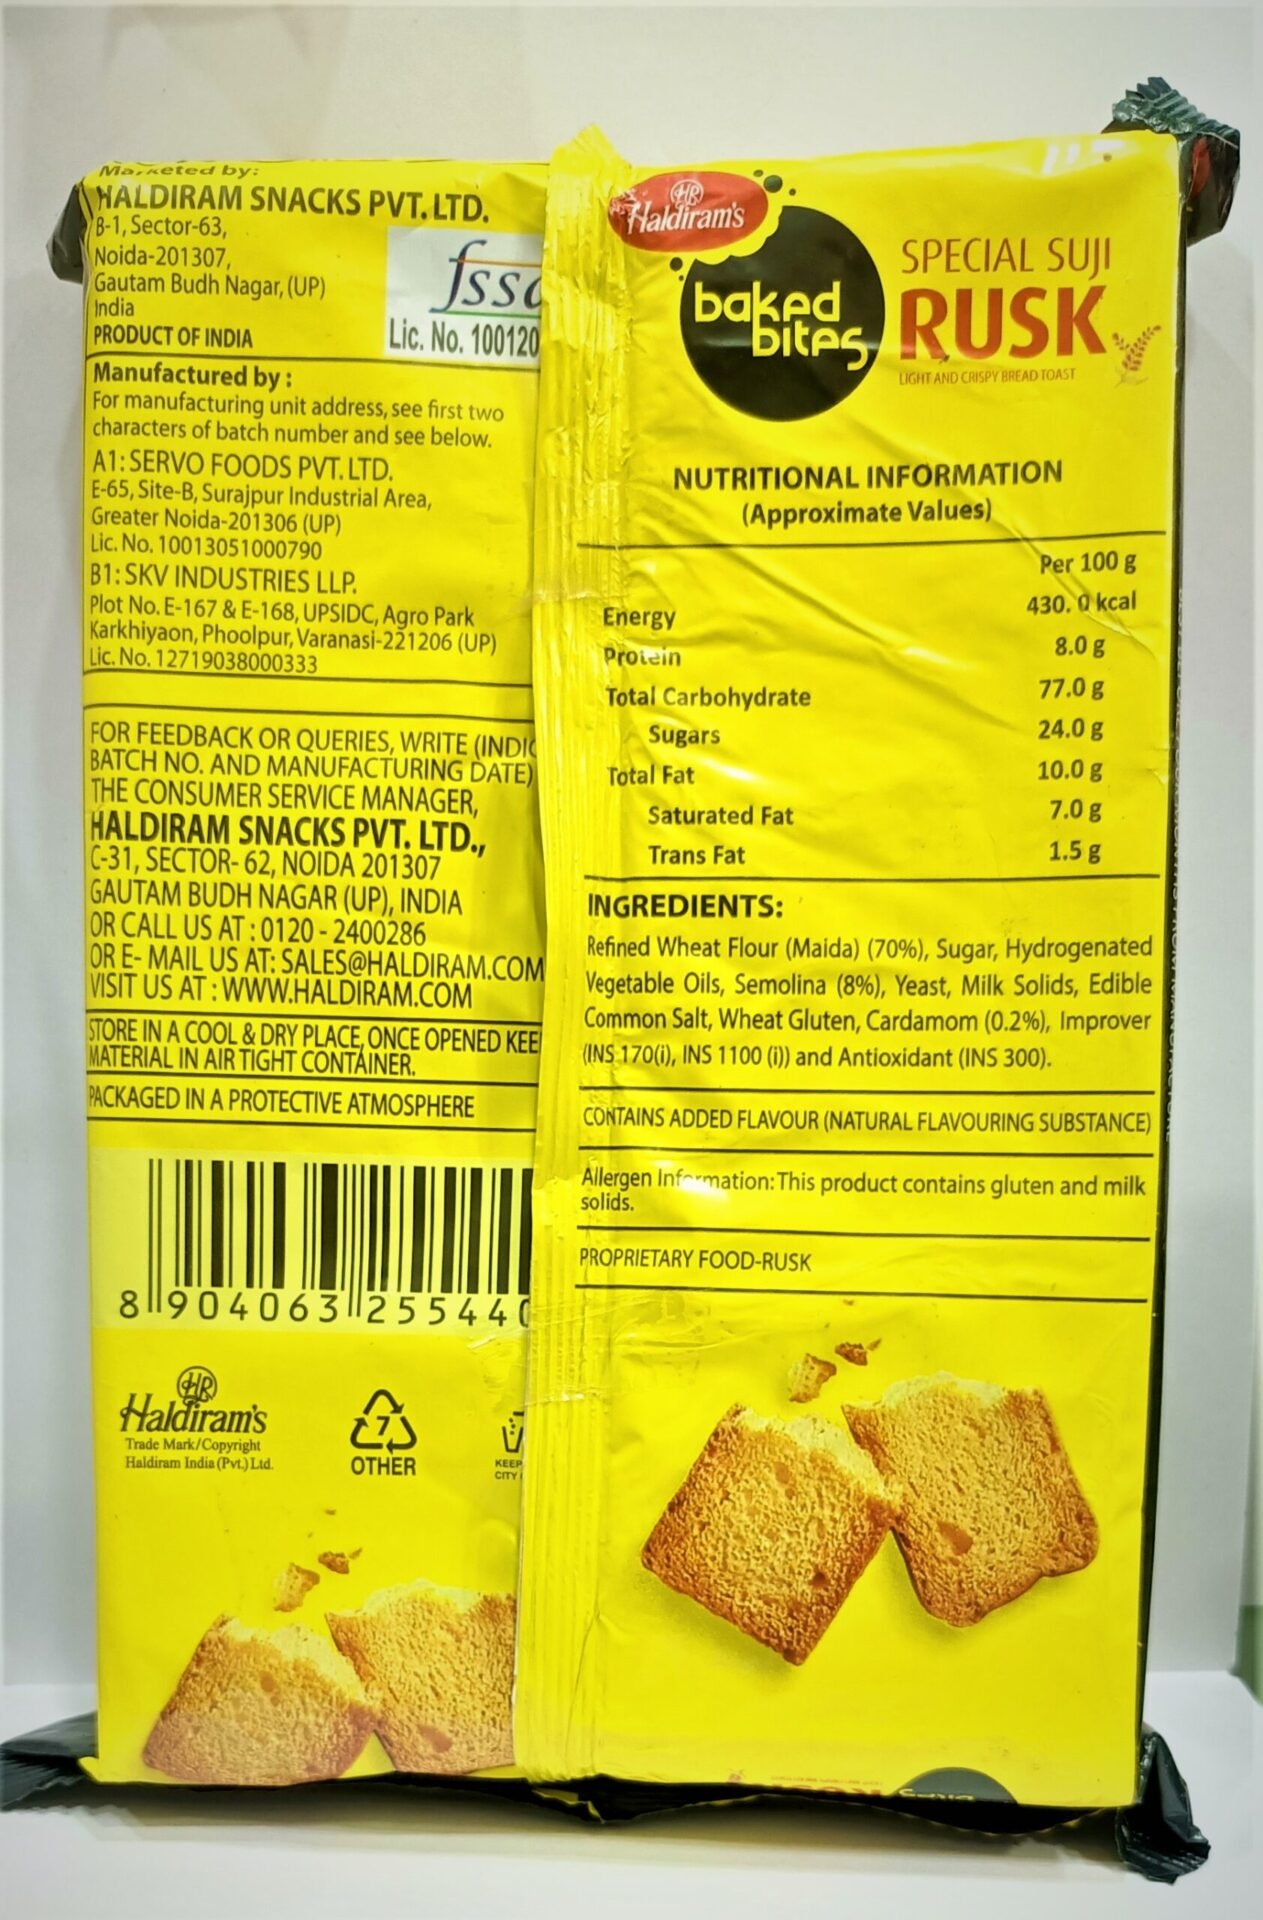 Marketed by:
HALDIRAM SNACKS PVT. LTD.
B-1, Sector-63,
Noida-201307,
Gautam Budh Nagar, (UP)
India
PRODUCT OF INDIA
fssa
Lic. No. 100120
Manufactured by :
For manufacturing unit address, see first two
characters of batch number and see below.
A1: SERVO FOODS PVT. LTD.
E-65, Site-B, Surajpur Industrial Area,
Greater Noida-201306 (UP)
Lic. No. 10013051000790
B1: SKV INDUSTRIES LLP.
Plot No. E-167 & E-168, UPSIDC, Agro Park
Karkhiyaon, Phoolpur, Varanasi-221206 (UP)
Lic. No. 12719038000333
FOR FEEDBACK OR QUERIES, WRITE (INDIC
BATCH NO. AND MANUFACTURING DATE)
THE CONSUMER SERVICE MANAGER,
HALDIRAM SNACKS PVT. LTD.,
C-31, SECTOR- 62, NOIDA 201307
GAUTAM BUDH NAGAR (UP), INDIA
OR CALL US AT : 0120 - 2400286
OR E- MAIL US AT: SALES@HALDIRAM.COM
VISIT US AT : WWW.HALDIRAM.COM
STORE IN A COOL & DRY PLACE, ONCE OPENED KEE
MATERIAL IN AIR TIGHT CONTAINER.
PACKAGED IN A PROTECTIVE ATMOSPHERE
8 904063 255440
HR
Haldiram's
Trade Mark/Copyright
Haldiram India (Pvt.) Ltd.
7
OTHER
KEEP
CITY
HR
Haldiram's
baked
bites
SPECIAL SUJI
RUSK
LIGHT AND CRISPY BREAD TOAST
NUTRITIONAL INFORMATION
(Approximate Values)
Per 100 g
Energy 430. 0 kcal
Protein 8.0 g
Total Carbohydrate 77.0 g
Sugars 24.0 g
Total Fat 10.0 g
Saturated Fat 7.0 g
Trans Fat 1.5 g
INGREDIENTS:
Refined Wheat Flour (Maida) (70%), Sugar, Hydrogenated
Vegetable Oils, Semolina (8%), Yeast, Milk Solids, Edible
Common Salt, Wheat Gluten, Cardamom (0.2%), Improver
(INS 170(i), INS 1100 (i)) and Antioxidant (INS 300).
CONTAINS ADDED FLAVOUR (NATURAL FLAVOURING SUBSTANCE)
Allergen Information: This product contains gluten and milk
solids.
PROPRIETARY FOOD-RUSK